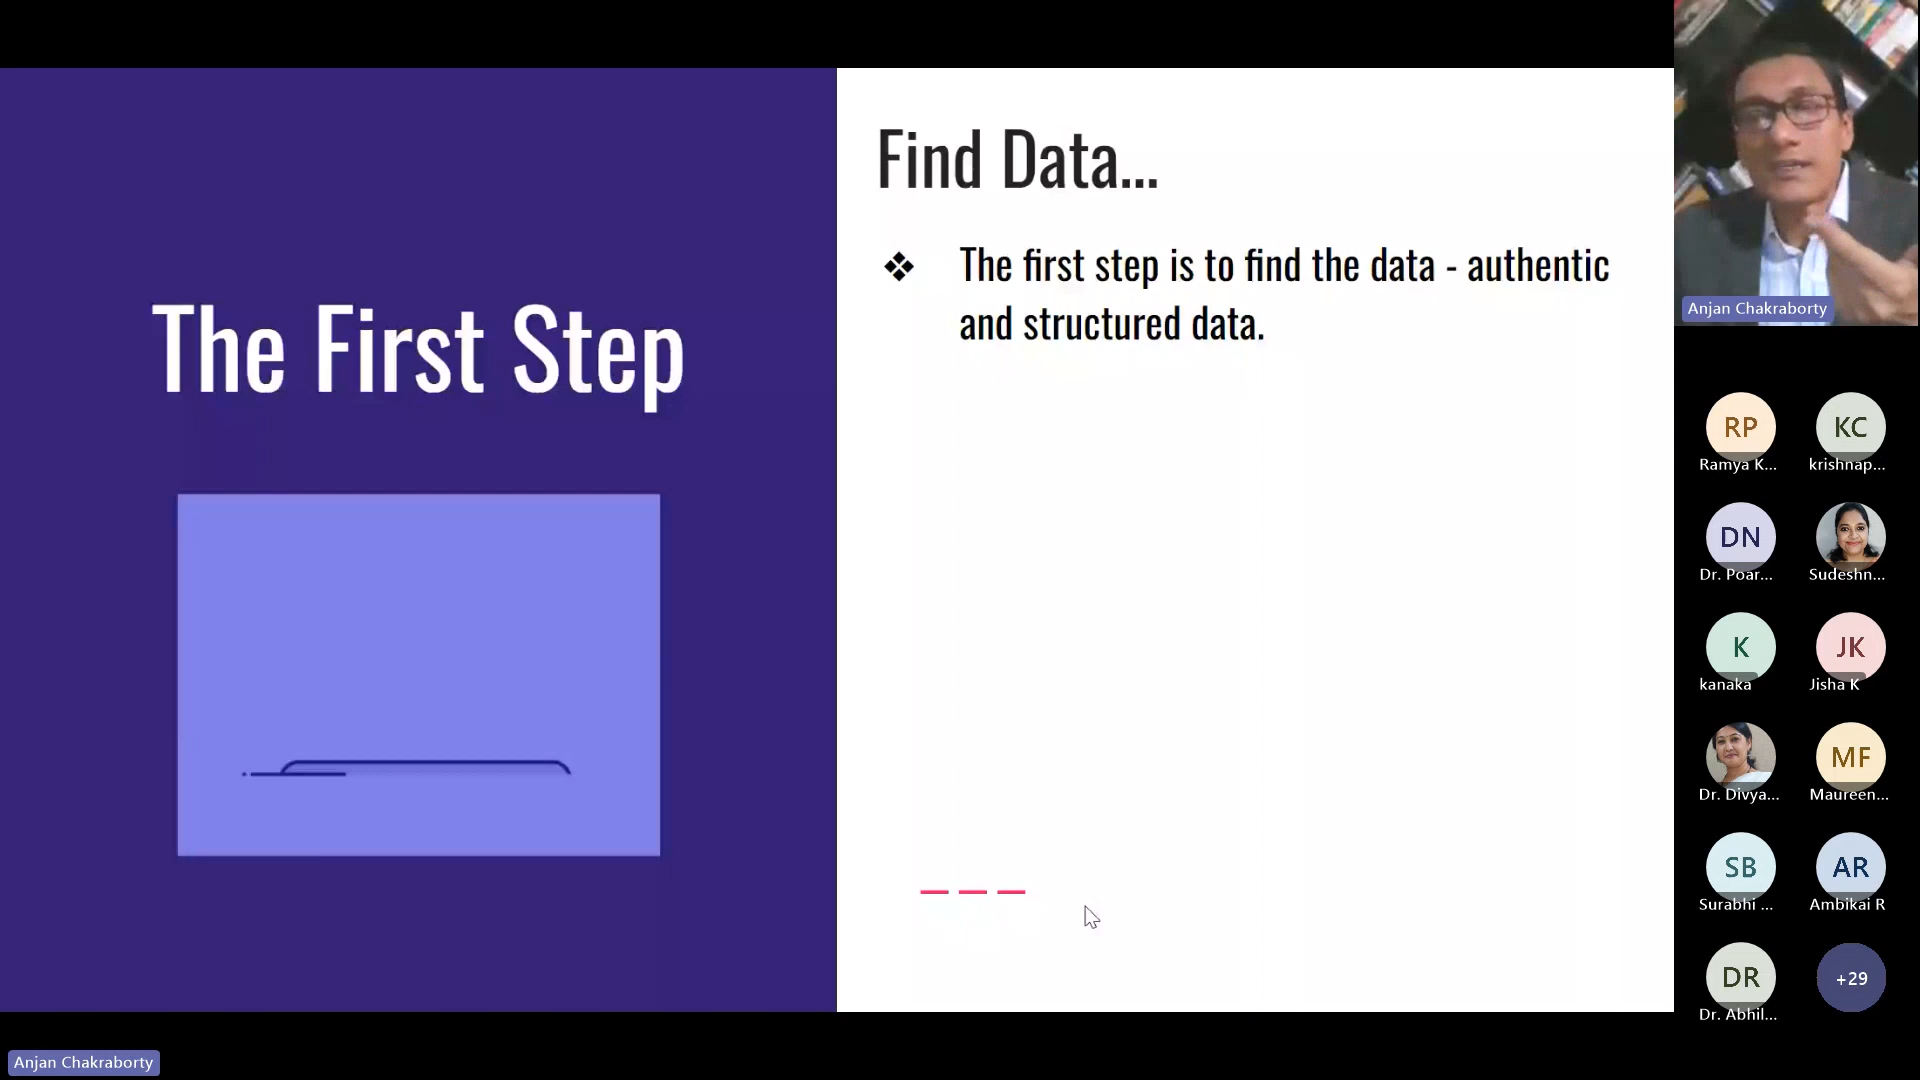 The First Step
Find Data...
❖ The first step is to find the data - authentic
and structured data.
Anjan Chakraborty
RP
Ramya K...
KC
krishnap...
DN
Dr. Poar...
Sudeshn...
K
kanaka
JK
Jisha K
Dr. Divya...
MF
Maureen...
SB
Surabhi ...
AR
Ambikai R
DR
Dr. Abhil...
+29
Anjan Chakraborty